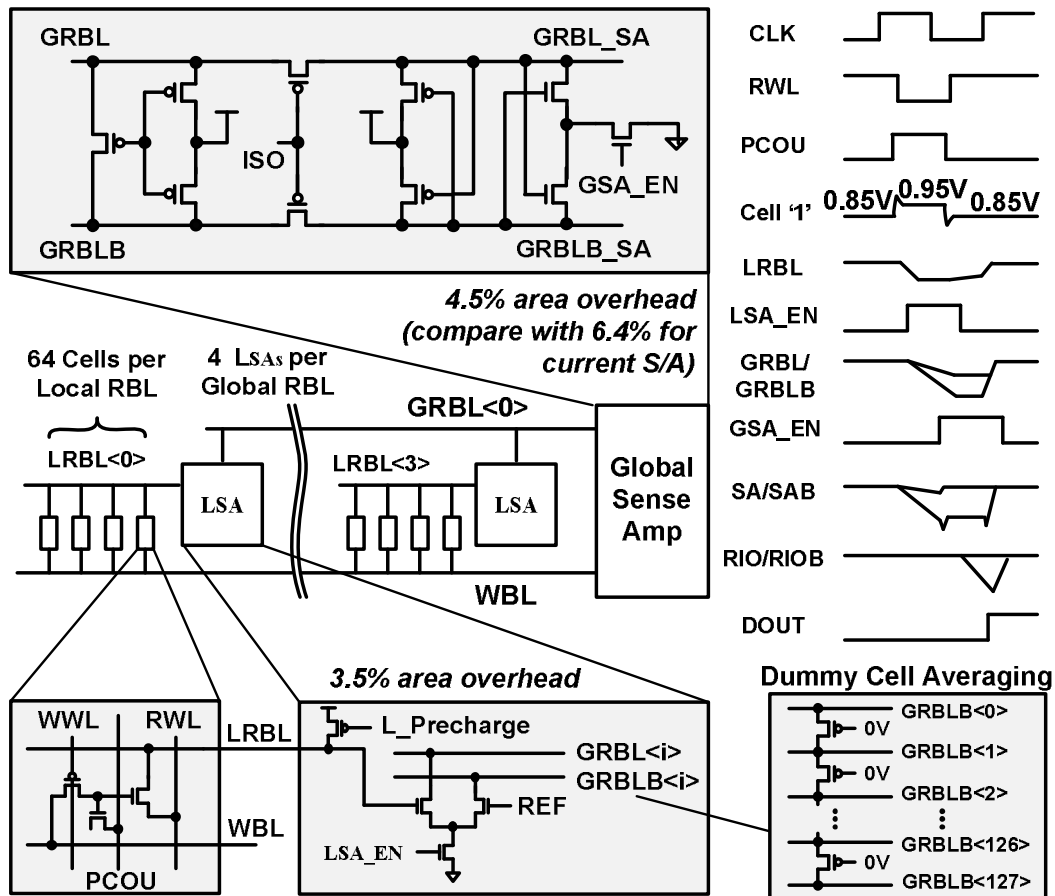 GRBL
GRBL_SA
ISO
GSA_EN
GRBLB
GRBLB_SA
4.5% area overhead
(compare with 6.4% for
current S/A)
64 Cells per
Local RBL
4 LSAs per
Global RBL
GRBL<0>
LRBL<0>
LRBL<3>
LSA
LSA
Global
Sense
Amp
WBL
3.5% area overhead
WWL
RWL
LRBL
WBL
PCOU
L_Precharge
GRBL<i>
GRBLB<i>
REF
LSA_EN
CLK
RWL
PCOU
Cell ‘1’
0.85V
0.95V
0.85V
LRBL
LSA_EN
GRBL/
GRBLB
GSA_EN
SA/SAB
RIO/RIOB
DOUT
Dummy Cell Averaging
GRBLB<0>
0V
GRBLB<1>
0V
GRBLB<2>
GRBLB<126>
0V
GRBLB<127>